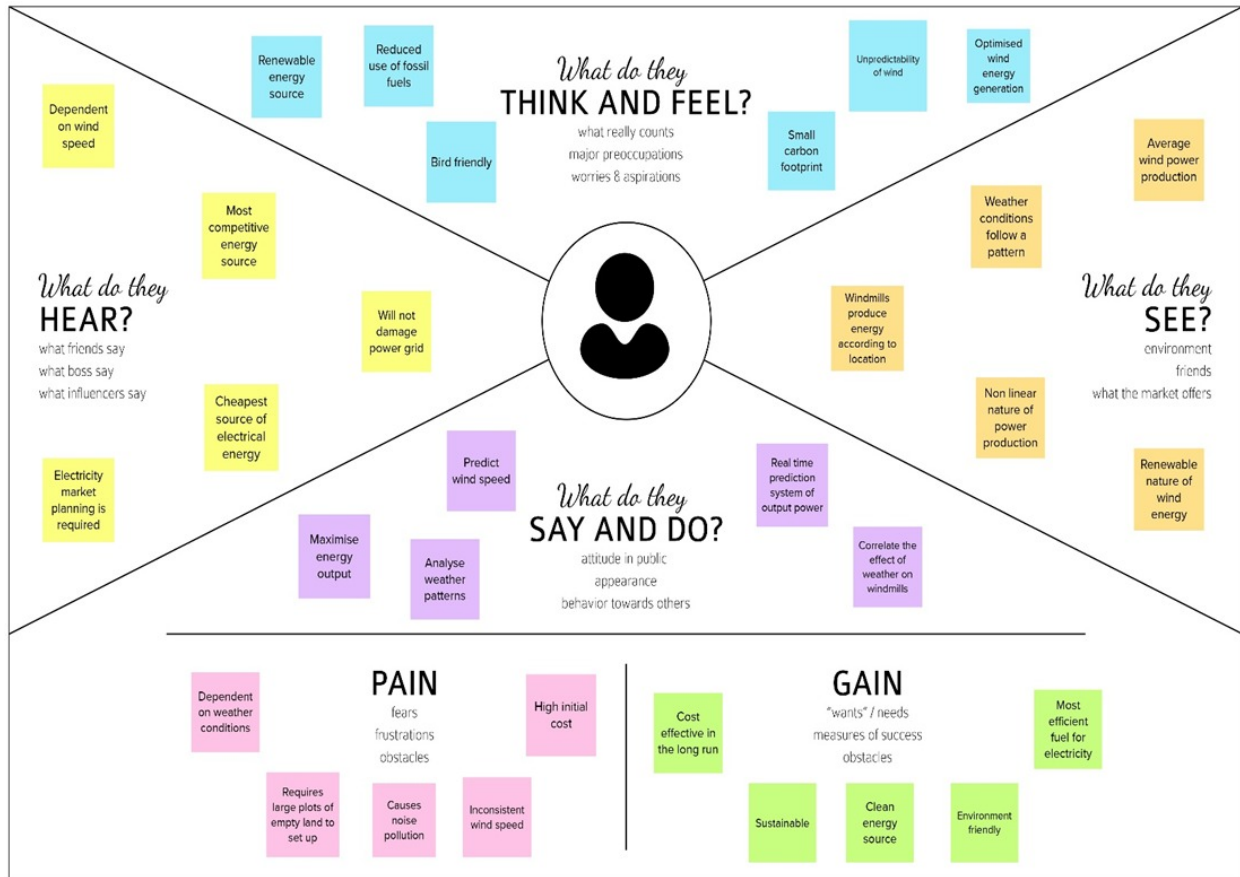 What do they
THINK AND FEEL?
what really counts
major preoccupations
worries & aspirations
Renewable
energy
source
Reduced
use of fossil
fuels
Bird friendly
Unpredictability
of wind
Optimised
wind
energy
generation
Small
carbon
footprint
What do they
HEAR?
what friends say
what boss say
what influencers say
Dependent
on wind
speed
Most
competitive
energy
source
Will not
damage
power grid
Cheapest
source of
electrical
energy
Electricity
market
planning is
required
What do they
SEE?
environment
friends
what the market offers
Average
wind power
production
Weather
conditions
follow a
pattern
Windmills
produce
energy
according to
location
Non linear
nature of
power
production
Renewable
nature of
wind
energy
What do they
SAY AND DO?
attitude in public
appearance
behavior towards others
Predict
wind speed
Maximise
energy
output
Analyse
weather
patterns
Real time
prediction
system of
output power
Correlate the
effect of
weather on
windmills
PAIN
fears
frustrations
obstacles
Dependent
on weather
conditions
High initial
cost
Requires
large plots of
empty land to
set up
Causes
noise
pollution
Inconsistent
wind speed
GAIN
"wants" / needs
measures of success
obstacles
Cost
effective in
the long run
Most
efficient
fuel for
electricity
Sustainable
Clean
energy
source
Environment
friendly